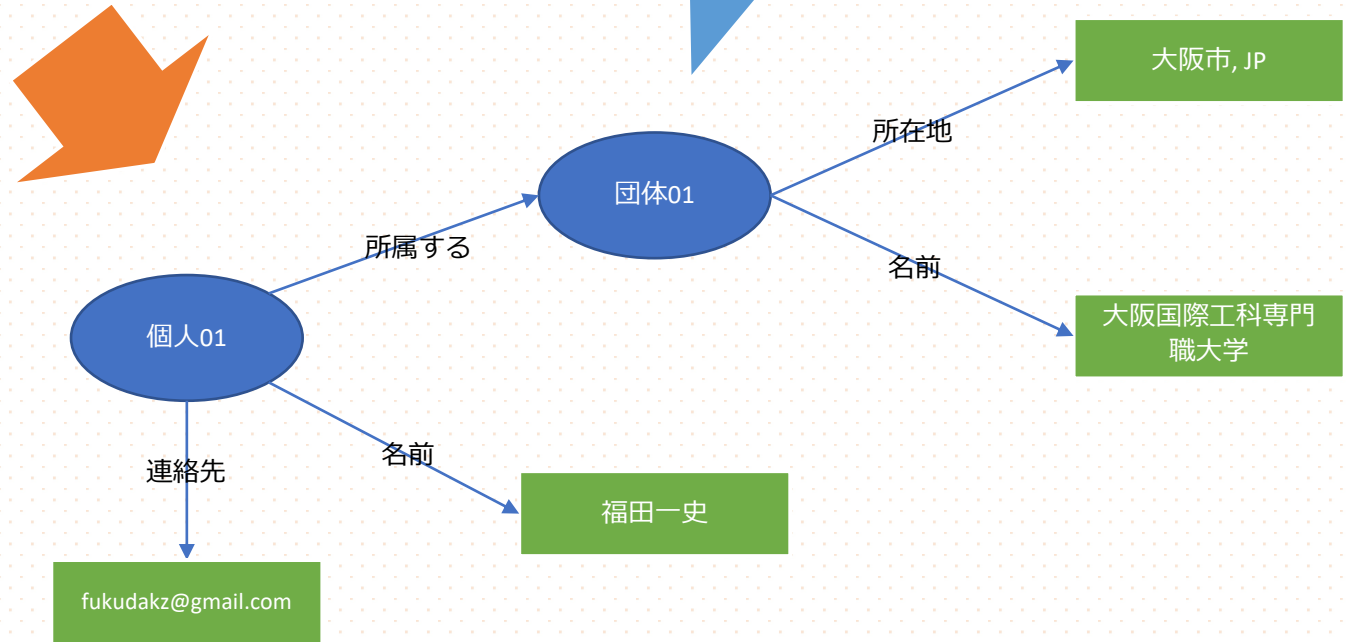 大阪市, JP
所在地
団体01
所属する
名前
大阪国際工科専門
職大学
個人01
連絡先
名前
福田一史
fukudakz@gmail.com